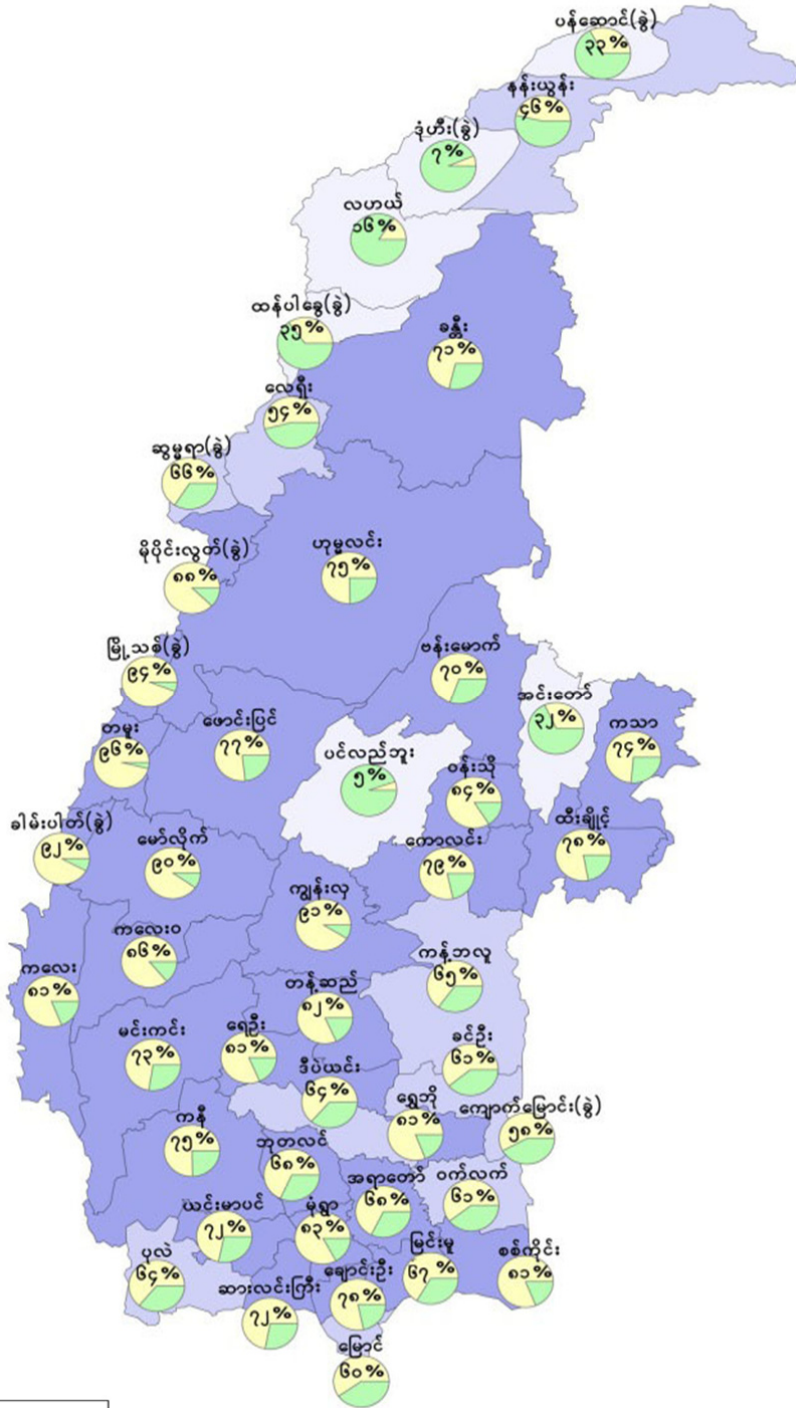 ပန်ဆောင်(ခွဲ)
၃၃%
နန်းယွန်း
၄၆%
ဒုံဟီး(ခွဲ)
၇%
လဟယ်
၁၆%
ထန်ပါခွေ(ခွဲ)
၃၅%
ခန္တီး
၇၁%
လေရှီး
၅၄%
ဆွမ္မရာ(ခွဲ)
၆၆%
မိုပိုင်းလွတ်(ခွဲ)
၈၈%
ဟုမ္မလင်း
၇၅%
မြို့သစ်(ခွဲ)
၉၄%
ဗန်းမောက်
၇၀%
အင်းတော်
၃၂%
ကသာ
၇၄%
တမူး
၉၆%
ဖောင်းပြင်
၇၇%
ပင်လည်ဘူး
၅%
ဝန်းသို
၈၄%
ထီးချိုင့်
၇၈%
ခါမ်းပါတ်(ခွဲ)
၉၂%
မော်လိုက်
၉၀%
ကောလင်း
၇၉%
ကျွန်းလှ
၉၁%
ကလေးဝ
၈၆%
ကလေး
၈၁%
ကန့်ဘလူ
၆၅%
တန့်ဆည်
၈၂%
မင်းကင်း
၇၃%
ရေဦး
၈၁%
ခင်ဦး
၆၁%
ဒီပဲယင်း
၆၄%
ရွှေဘို
၈၁%
ကျောက်မြောင်း(ခွဲ)
၅၈%
ကနီ
၇၅%
ဘုတလင်
၆၈%
အရာတော်
၆၈%
ဝက်လက်
၆၁%
ယင်းမာပင်
၇၂%
မုံရွာ
၈၃%
မြင်းမူ
၆၇%
စစ်ကိုင်း
၈၁%
ပုလဲ
၆၄%
ဆားလင်းကြီး
၇၂%
ချောင်းဦး
၇၈%
မြောင်
၆၀%